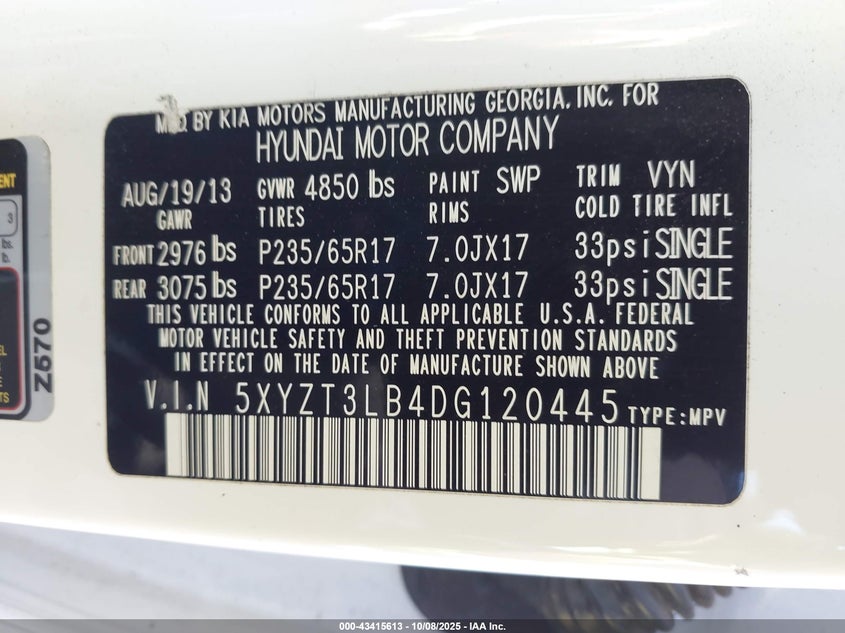 MFD. BY KIA MOTORS MANUFACTURING GEORGIA, INC. FOR
HYUNDAI MOTOR COMPANY
AUG/19/13 GVWR 4850 lbs PAINT SWP TRIM VYN
GAWR TIRES RIMS COLD TIRE INFL
FRONT 2976 lbs P235/65R17 7.0JX17 33psi SINGLE
REAR 3075 lbs P235/65R17 7.0JX17 33psi SINGLE
THIS VEHICLE CONFORMS TO ALL APPLICABLE U.S.A. FEDERAL
MOTOR VEHICLE SAFETY AND THEFT PREVENTION STANDARDS
IN EFFECT ON THE DATE OF MANUFACTURE SHOWN ABOVE
V.I.N 5XYZT3LB4DG120445 TYPE:MPV
3
lbs.
Z570
000-43415613 - 10/08/2025 - IAA Inc.